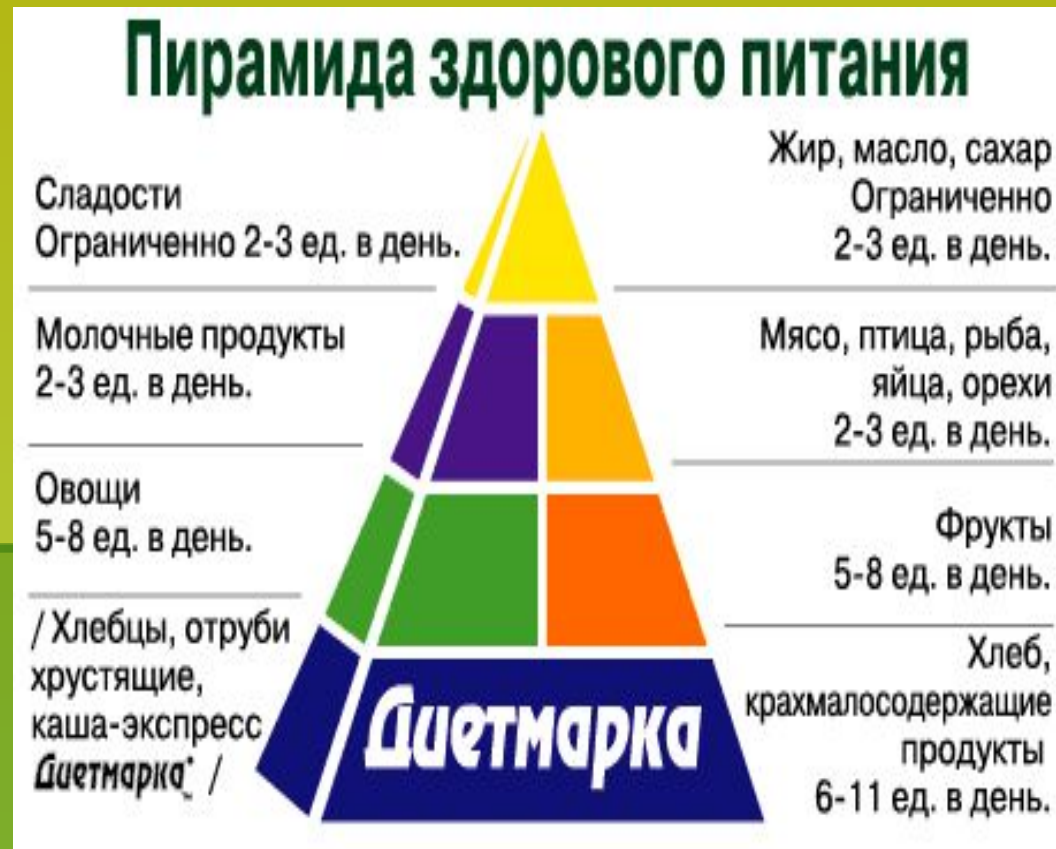 Пирамида здорового питания
Сладости
Ограниченно 2-3 ед. в день.
Жир, масло, сахар
Ограниченно
2-3 ед. в день.
Молочные продукты
2-3 ед. в день.
Мясо, птица, рыба,
яйца, орехи
2-3 ед. в день.
Овощи
5-8 ед. в день.
Фрукты
5-8 ед. в день.
/ Хлебцы, отруби
хрустящие,
каша-экспресс
Диетмарка /
Диетмарка
Хлеб,
крахмалосодержащие
продукты
6-11 ед. в день.